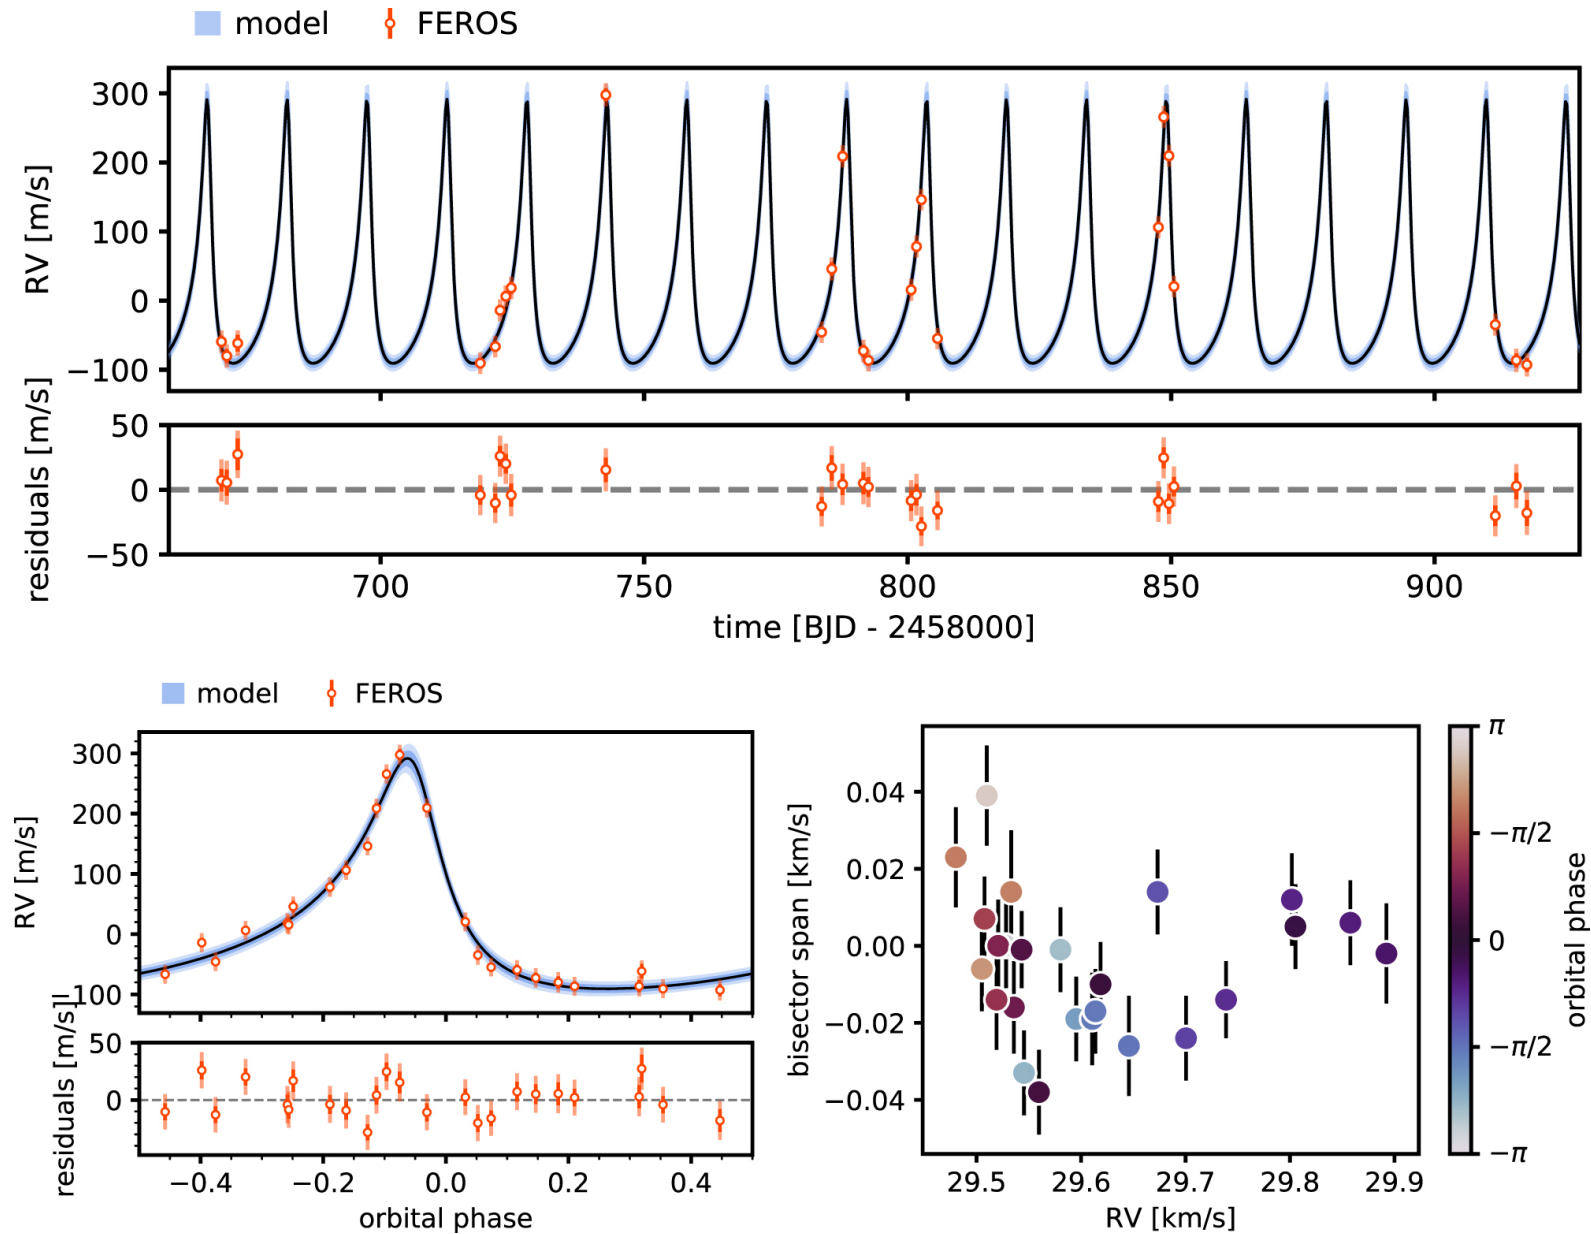 model FEROS
300
200
100
0
−100
RV [m/s]
50
0
−50
residuals [m/s]
700 750 800 850 900
time [BJD - 2458000]
model FEROS
300
200
100
0
100
RV [m/s]
50
0
residuals [m/s]
−0.4 −0.2 0.0 0.2 0.4
orbital phase
0.04
0.02
0.00
−0.02
−0.04
bisector span [km/s]
29.5 29.6 29.7 29.8 29.9
RV [km/s]
π
−π/2
0
−π/2
−π
orbital phase